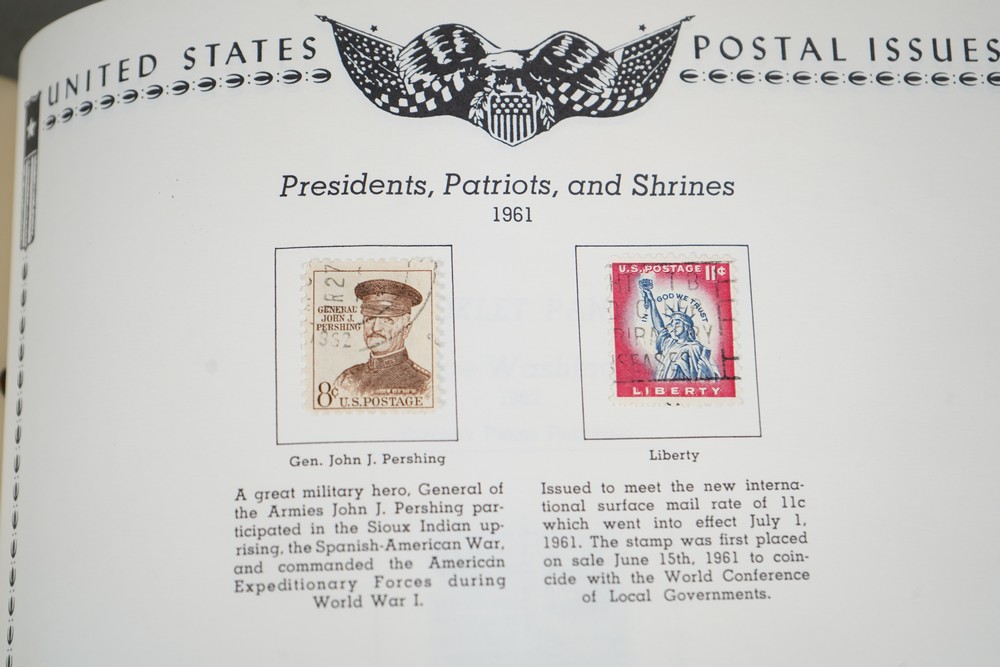 UNITED STATES POSTAL ISSUES
Presidents, Patriots, and Shrines
1961
GENERAL
JOHN J.
PERSHING
8¢ U.S. POSTAGE
Gen. John J. Pershing
A great military hero, General of
the Armies John J. Pershing par-
ticipated in the Sioux Indian up-
rising, the Spanish-American War,
and commanded the American
Expeditionary Forces during
World War I.
U.S. POSTAGE 11¢
IN GOD WE TRUST
LIBERTY
Liberty
Issued to meet the new interna-
tional surface mail rate of 11c
which went into effect July 1,
1961. The stamp was first placed
on sale June 15th, 1961 to coin-
cide with the World Conference
of Local Governments.